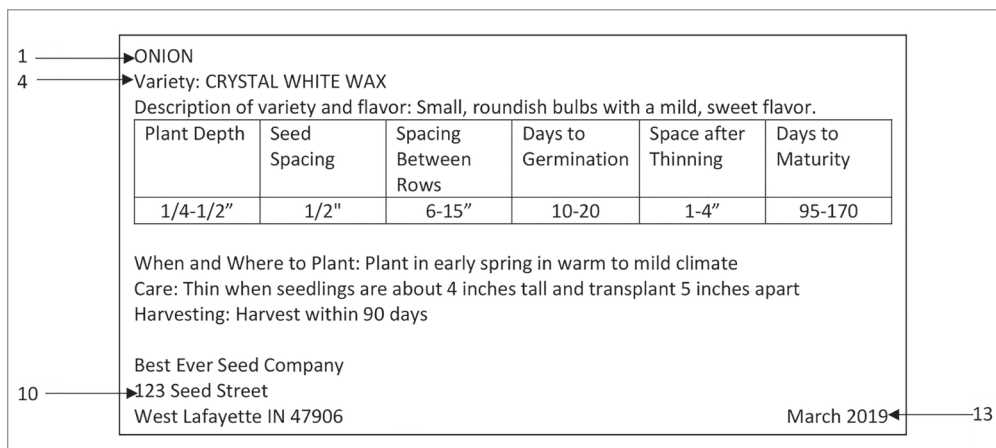 1 ONION
4 Variety: CRYSTAL WHITE WAX
Description of variety and flavor: Small, roundish bulbs with a mild, sweet flavor.
Plant Depth Seed Spacing Between Days to Space after Days to
Spacing Between Germination Thinning Maturity
Rows
1/4-1/2” 1/2" 6-15” 10-20 1-4” 95-170
When and Where to Plant: Plant in early spring in warm to mild climate
Care: Thin when seedlings are about 4 inches tall and transplant 5 inches apart
Harvesting: Harvest within 90 days
Best Ever Seed Company
10 123 Seed Street
West Lafayette IN 47906 March 2019 13